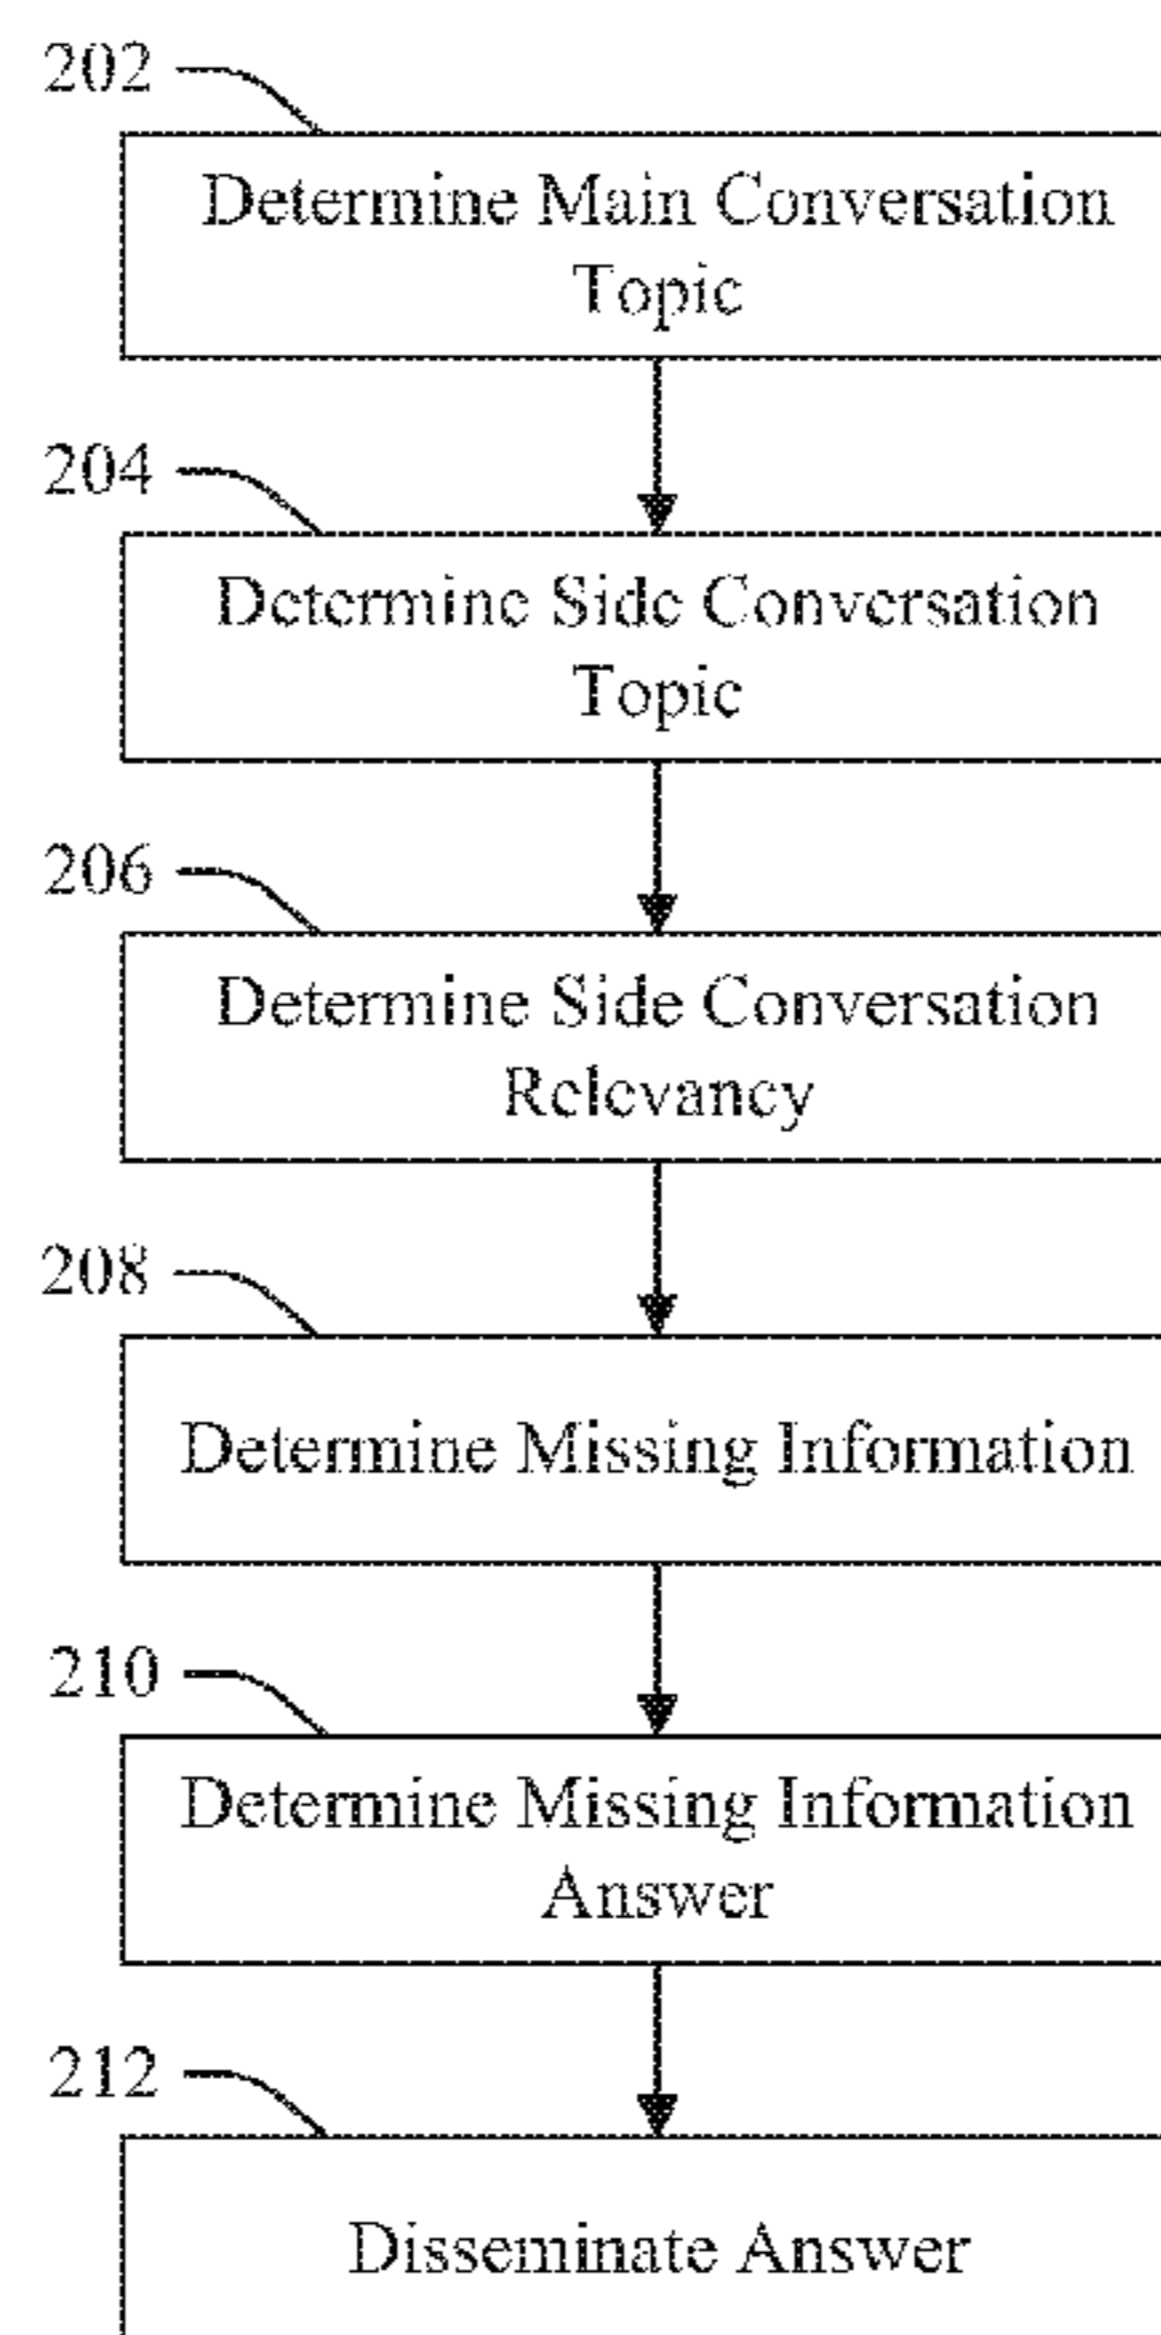 202
Determine Main Conversation
Topic
204
Determine Side Conversation
Topic
206
Determine Side Conversation
Relevancy
208
Determine Missing Information
210
Determine Missing Information
Answer
212
Disseminate Answer